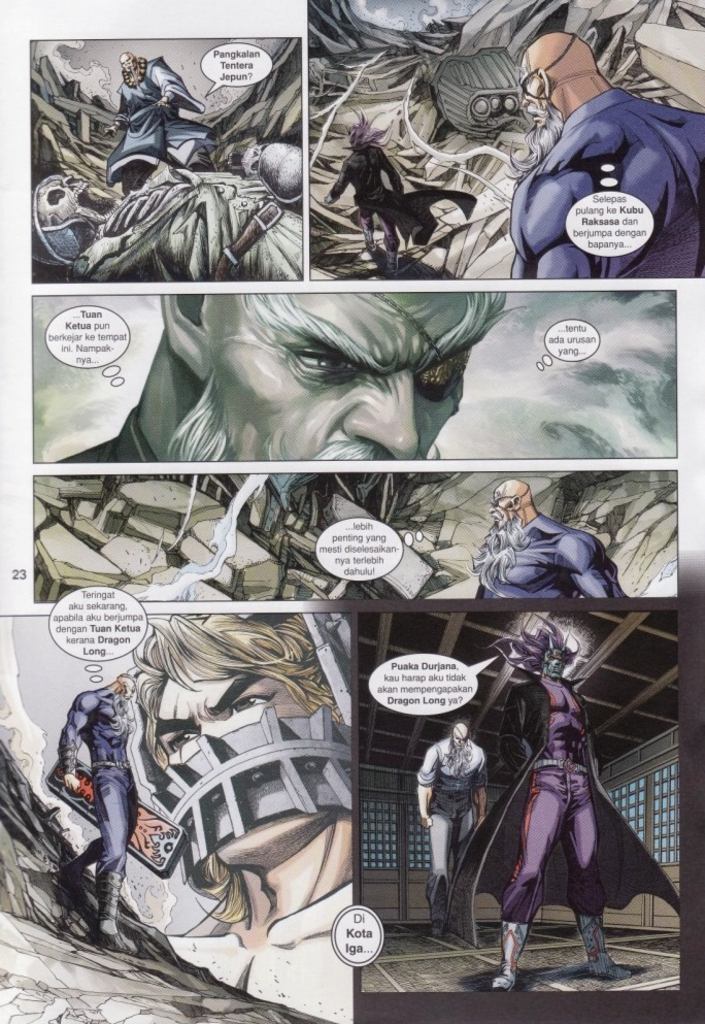 Pangkalan
Tentera
Jepun?
Selepas
pulang ke Kubu
Raksasa dan
berjumpa dengan
bapanya...
...Tuan
Ketua pun
berkejar ke tempat
ini. Nampak-
nya...
...tentu
ada urusan
yang...
...lebih
penting yang
mesti diselesaikan-
nya terlebih
dahulu!
23
Teringat
aku sekarang,
apabila aku berjumpa
dengan Tuan Ketua
kerana Dragon
Long...
Puaka Durjana,
kau harap aku tidak
akan mempengapakan
Dragon Long ya?
Di
Kota
Iga...